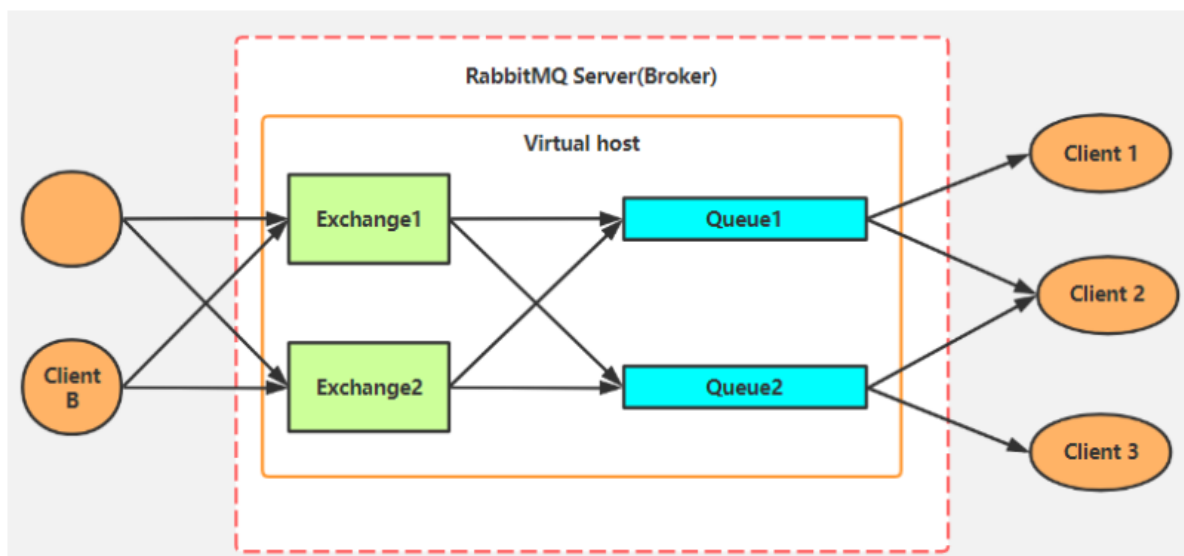 RabbitMQ Server(Broker)
Virtual host
Client 1
Exchange1
Queue1
Client 2
Client
B
Exchange2
Queue2
Client 3